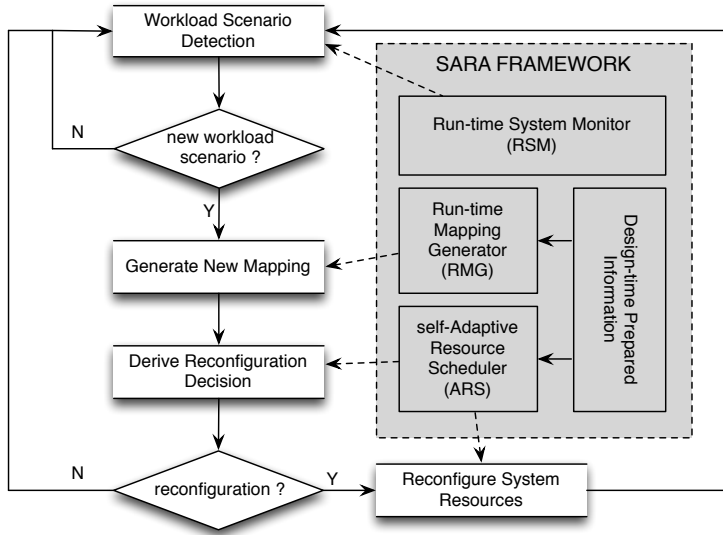 Workload Scenario
Detection
SARA FRAMEWORK
Run-time System Monitor
(RSM)
N
new workload
scenario ?
Y
Run-time
Mapping
Generator
(RMG)
Design-time Prepared
Information
Generate New Mapping
self-Adaptive
Resource
Scheduler
(ARS)
Derive Reconfiguration
Decision
N
reconfiguration ?
Y
Reconfigure System
Resources